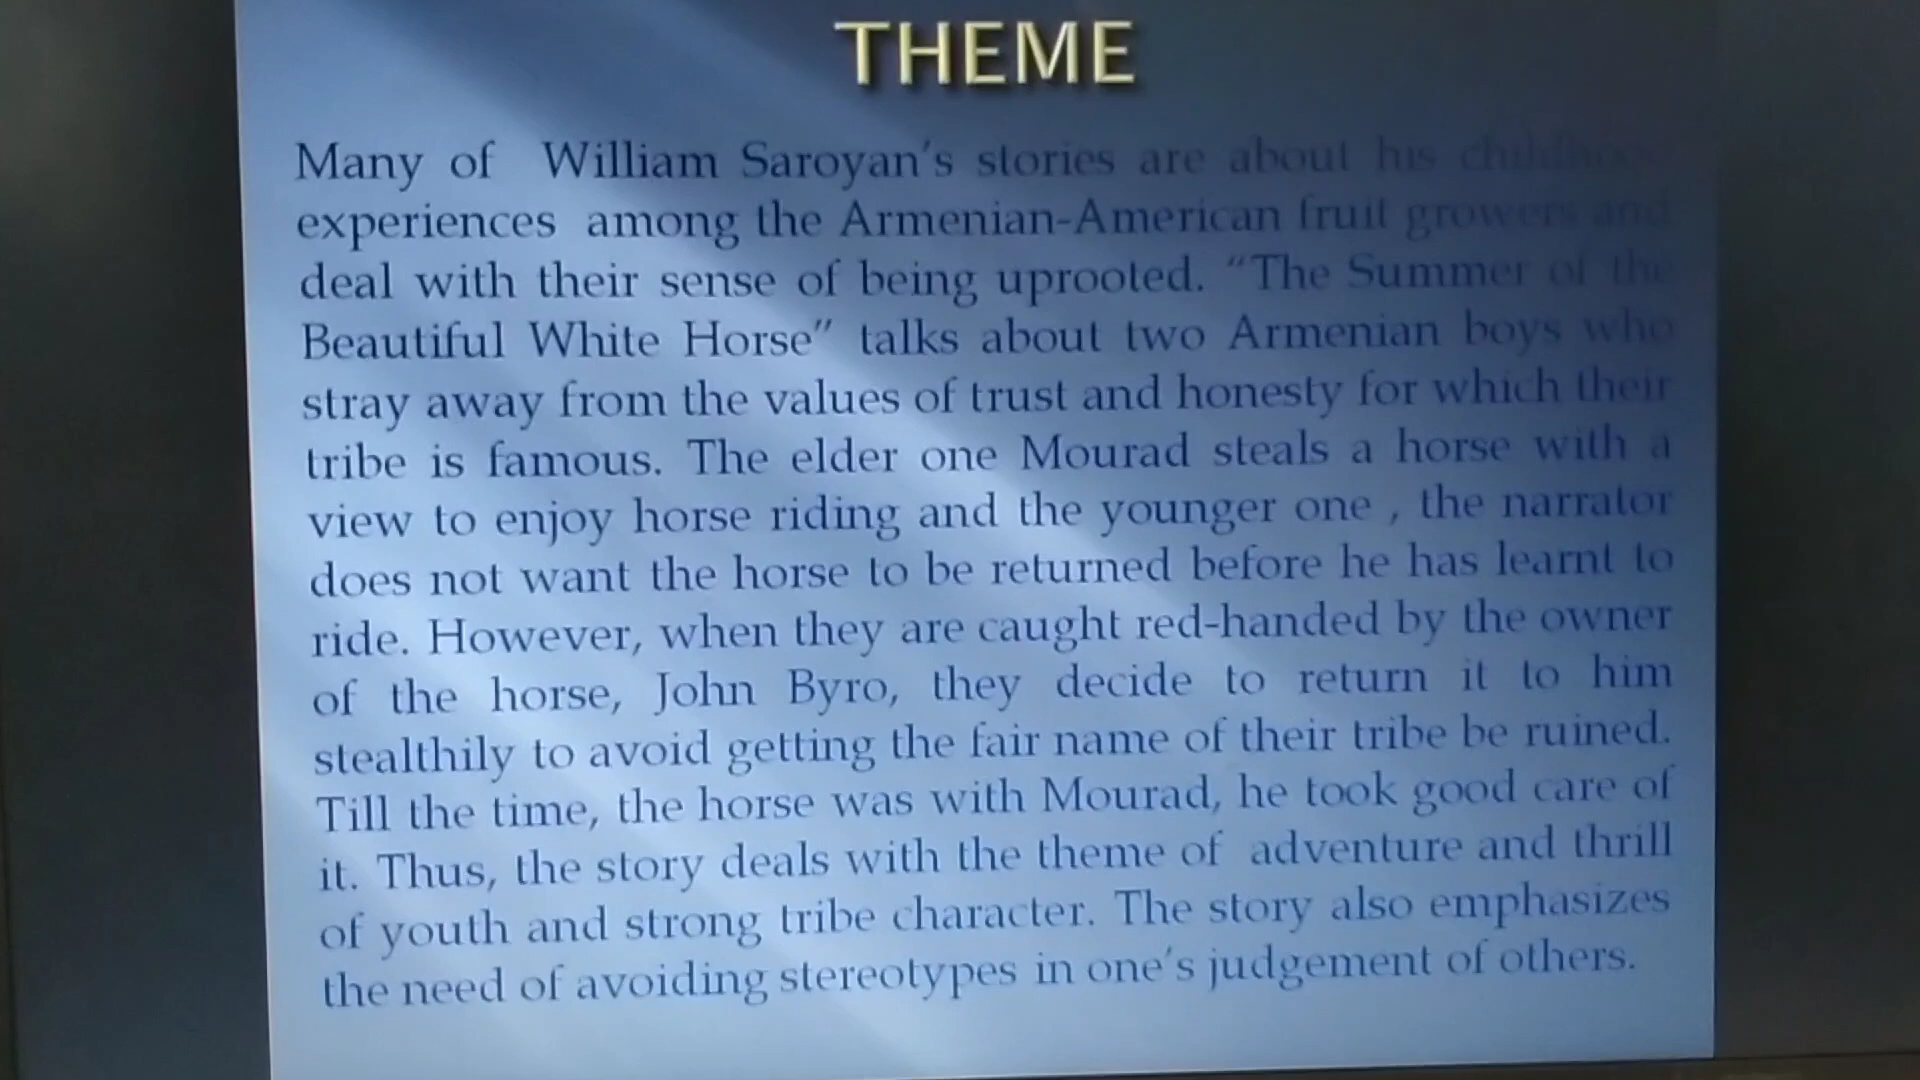 THEME
Many of William Saroyan's stories are about his childhood
experiences among the Armenian-American fruit growers and
deal with their sense of being uprooted. "The Summer of the
Beautiful White Horse" talks about two Armenian boys who
stray away from the values of trust and honesty for which their
tribe is famous. The elder one Mourad steals a horse with a
view to enjoy horse riding and the younger one , the narrator
does not want the horse to be returned before he has learnt to
ride. However, when they are caught red-handed by the owner
of the horse, John Byro, they decide to return it to him
stealthily to avoid getting the fair name of their tribe be ruined.
Till the time, the horse was with Mourad, he took good care of
it. Thus, the story deals with the theme of adventure and thrill
of youth and strong tribe character. The story also emphasizes
the need of avoiding stereotypes in one's judgement of others.